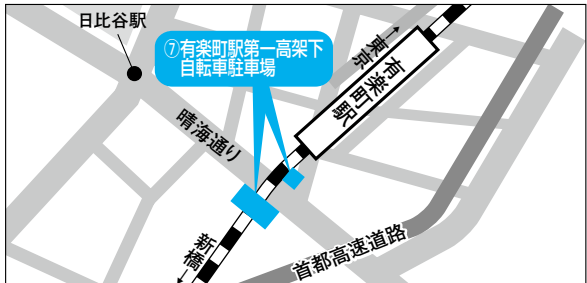 日比谷駅
⑦有楽町駅第一高架下
自転車駐車場
→東京
有楽町駅
晴海通り
新橋←
首都高速道路